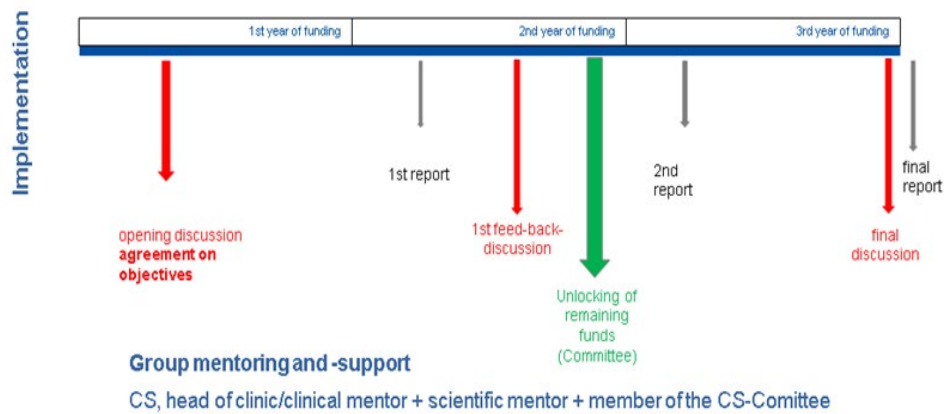 Implementation
1st year of funding
2nd year of funding
3rd year of funding
opening discussion
agreement on
objectives
1st report
1st feed-back-
discussion
Unlocking of
remaining
funds
(Committee)
2nd
report
final
discussion
final
report
Group mentoring and -support
CS, head of clinic/clinical mentor + scientific mentor + member of the CS-Comittee